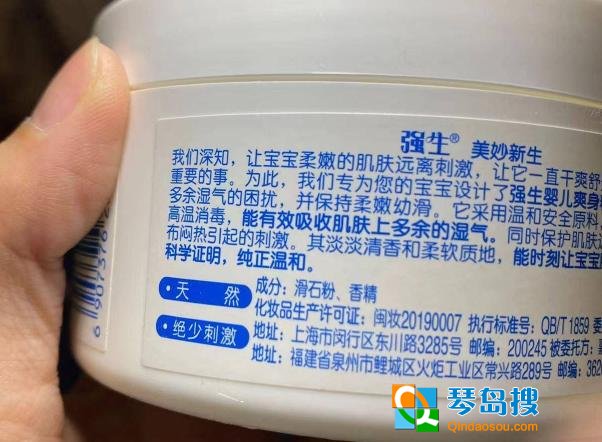 强生® 美妙新生
我们深知，让宝宝柔嫩的肌肤远离刺激，让它一直干爽舒
重要的事。为此，我们专为您的宝宝设计了强生婴儿爽身
多余湿气的困扰，并保持柔嫩幼滑。它采用温和安全原料，
高温消毒，能有效吸收肌肤上多余的湿气。同时保护肌肤
布闷热引起的刺激。其淡淡清香和柔软质地，能时刻让宝宝
科学证明，纯正温和。
天然
成分：滑石粉、香精
化妆品生产许可证：闽妆20190007 执行标准号：QB/T1859
绝少刺激
地址：上海市闵行区东川路3285号 邮编：200245 被委托方：
地址：福建省泉州市鲤城区火炬工业区常兴路289号 邮编：
琴岛搜
Qindaosou.com